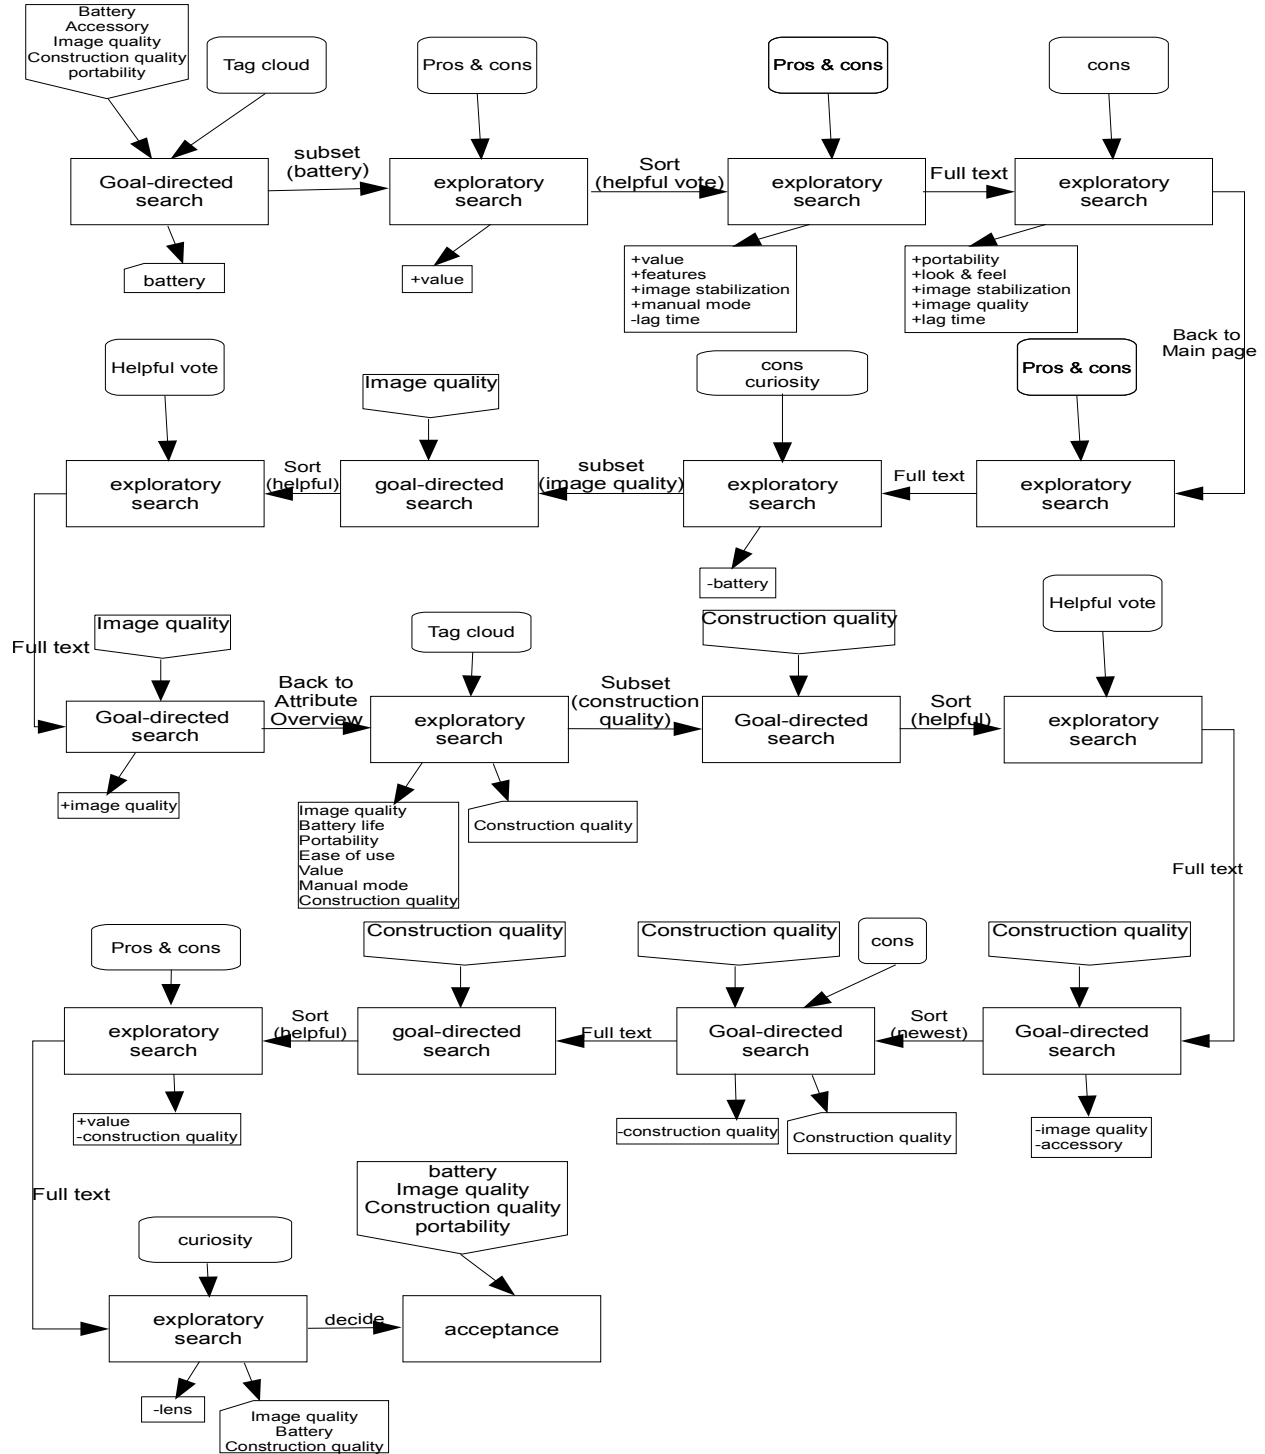 Battery
Accessory
Image quality
Construction quality
portability
Tag cloud
Pros & cons
Pros & cons
cons
Goal-directed
search
subset
(battery)
exploratory
search
Sort
(helpful vote)
exploratory
search
Full text
exploratory
search
battery
+value
+value
+features
+image stabilization
+manual mode
-lag time
+portability
+look & feel
+image stabilization
+image quality
+lag time
Back to
Main page
Helpful vote
Image quality
cons
curiosity
Pros & cons
exploratory
search
Sort
(helpful)
goal-directed
search
subset
(image quality)
exploratory
search
Full text
exploratory
search
-battery
Full text
Image quality
Tag cloud
Construction quality
Helpful vote
Goal-directed
search
Back to
Attribute
Overview
exploratory
search
Subset
(construction
quality)
Goal-directed
search
Sort
(helpful)
exploratory
search
+image quality
Image quality
Battery life
Portability
Ease of use
Value
Manual mode
Construction quality
Construction quality
Full text
Pros & cons
Construction quality
Construction quality
cons
Construction quality
exploratory
search
Sort
(helpful)
goal-directed
search
Full text
Goal-directed
search
Sort
(newest)
Goal-directed
search
+value
-construction quality
-construction quality
Construction quality
-image quality
-accessory
Full text
curiosity
battery
Image quality
Construction quality
portability
exploratory
search
decide
acceptance
-lens
Image quality
Battery
Construction quality